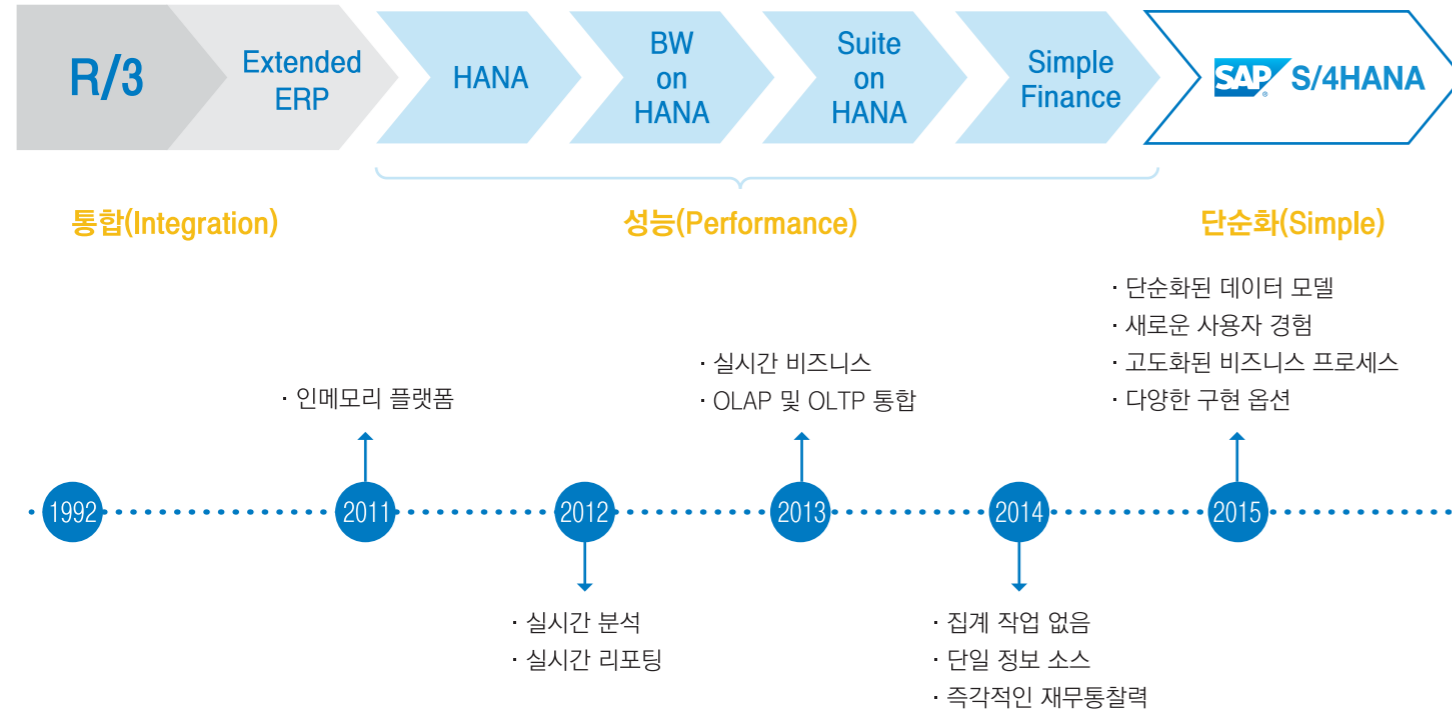 R/3
Extended
ERP
HANA
BW
on
HANA
Suite
on
HANA
Simple
Finance
SAP® S/4HANA
통합(Integration)
성능(Performance)
단순화(Simple)
· 단순화된 데이터 모델
· 새로운 사용자 경험
· 고도화된 비즈니스 프로세스
· 다양한 구현 옵션
· 실시간 비즈니스
· OLAP 및 OLTP 통합
· 인메모리 플랫폼
1992
2011
2012
2013
2014
2015
· 실시간 분석
· 실시간 리포팅
· 집계 작업 없음
· 단일 정보 소스
· 즉각적인 재무통찰력